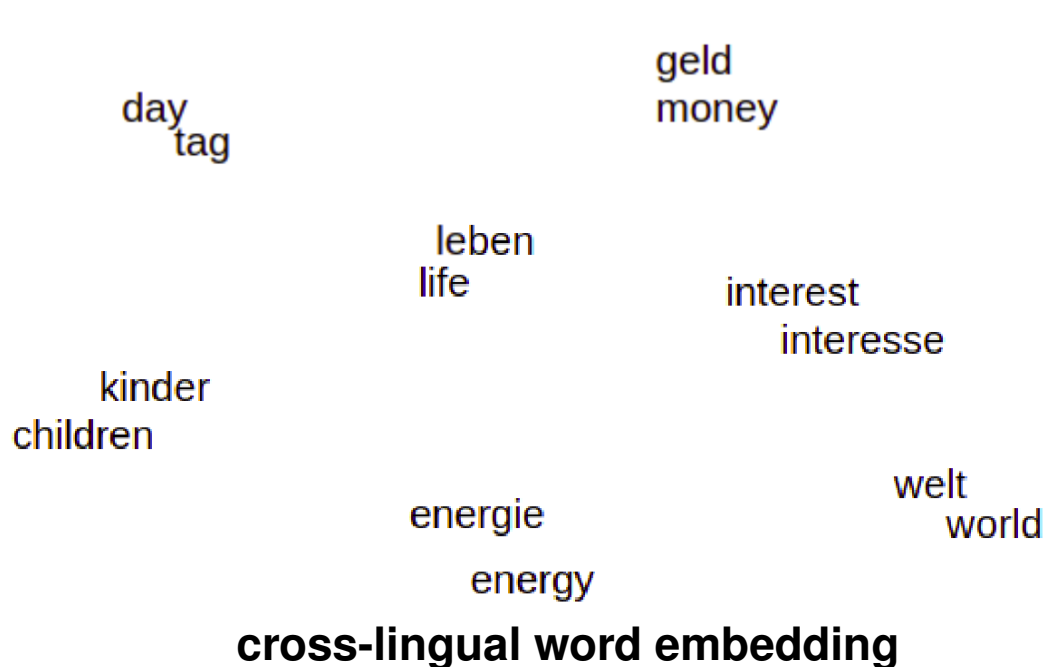 geld
money
day
tag
leben
life
interest
interesse
kinder
children
welt
world
energie
energy
cross-lingual word embedding